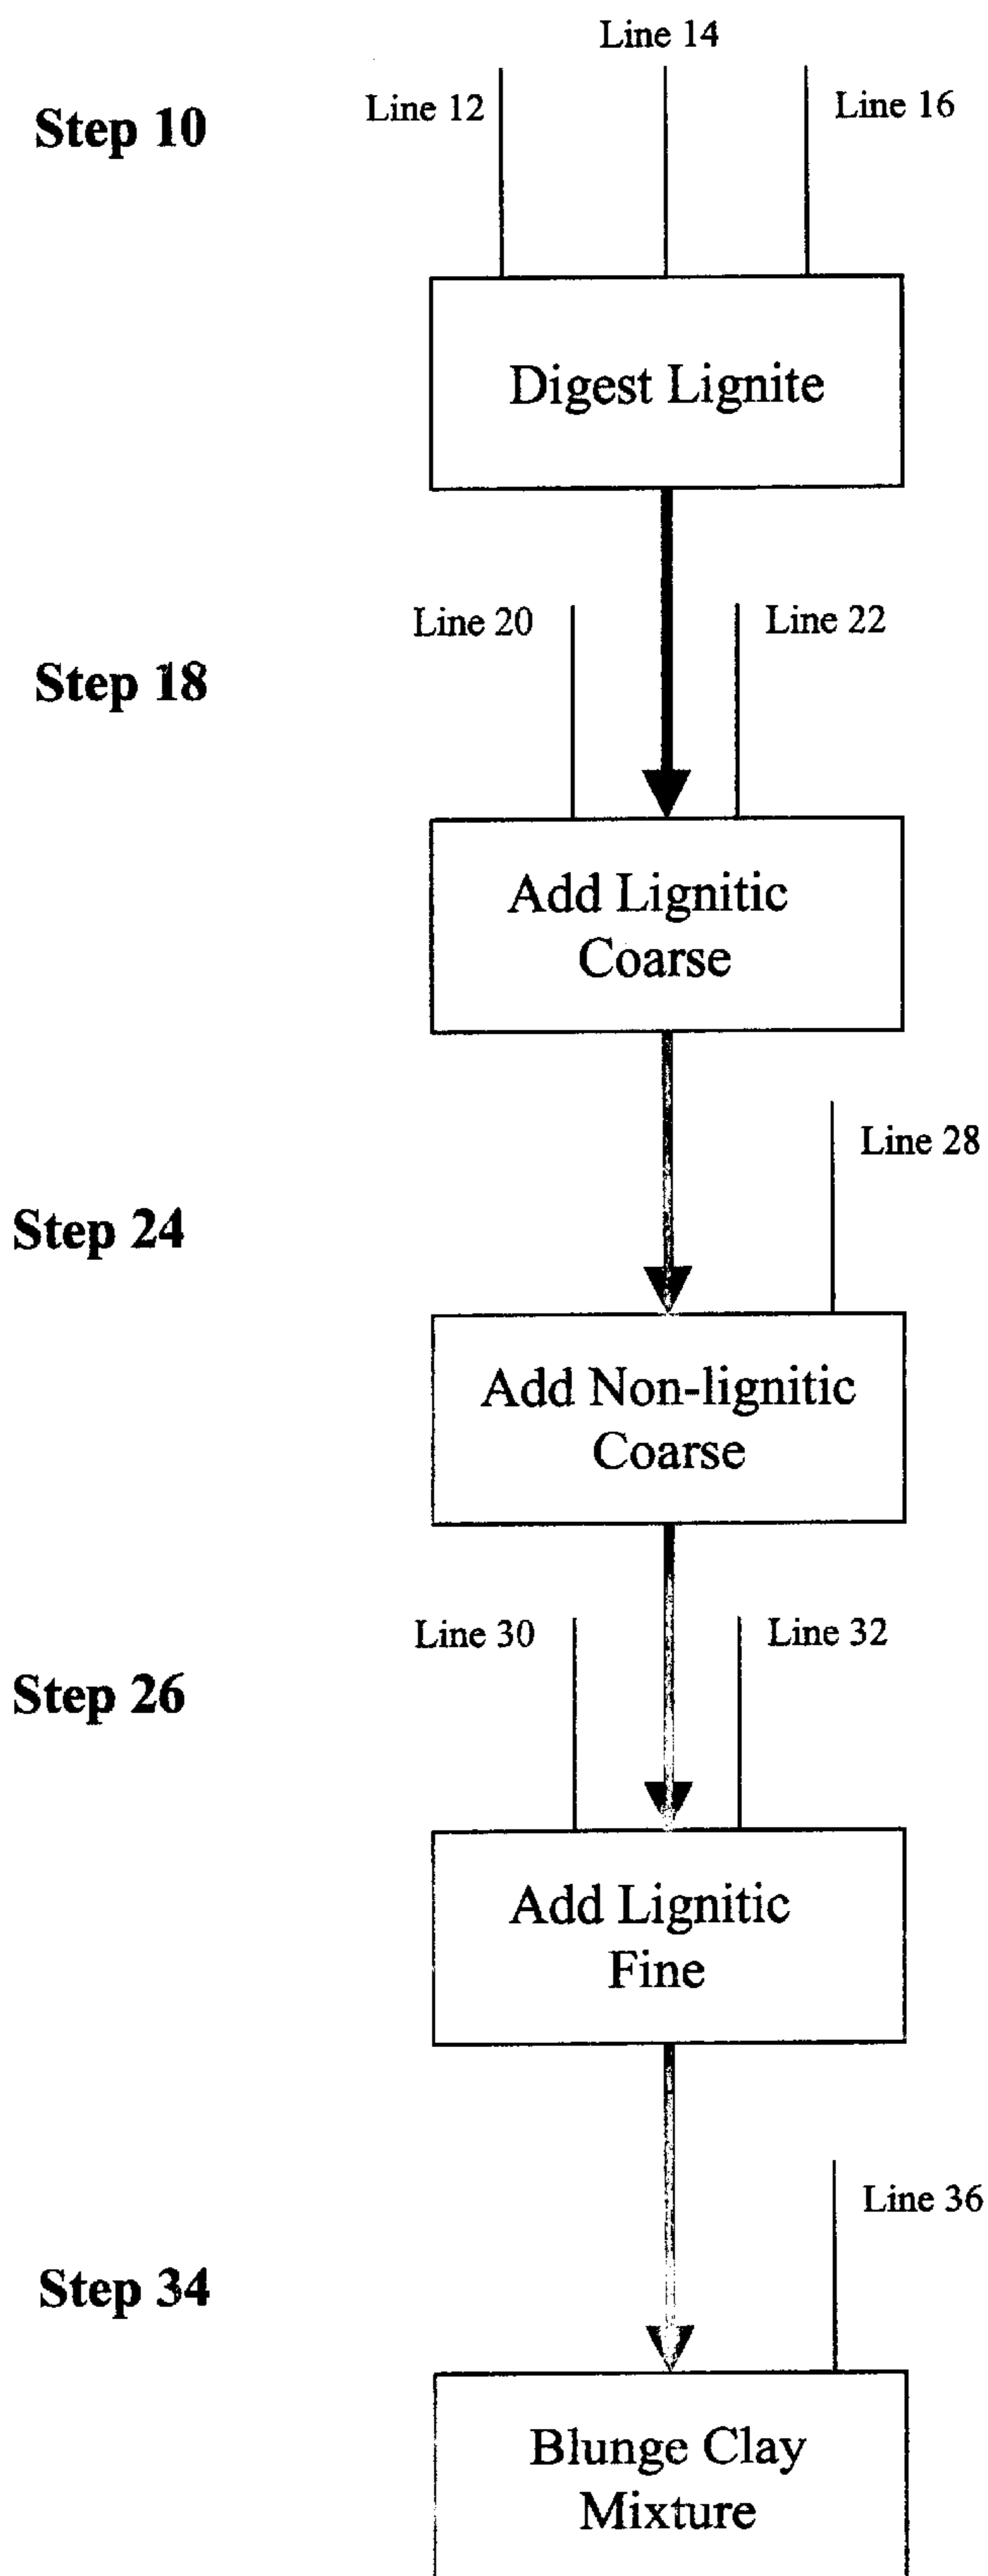 Line 14
Line 12
Line 16
Step 10
Digest Lignite
Line 20
Line 22
Step 18
Add Lignitic
Coarse
Line 28
Step 24
Add Non-lignitic
Coarse
Line 30
Line 32
Step 26
Add Lignitic
Fine
Line 36
Step 34
Blunge Clay
Mixture